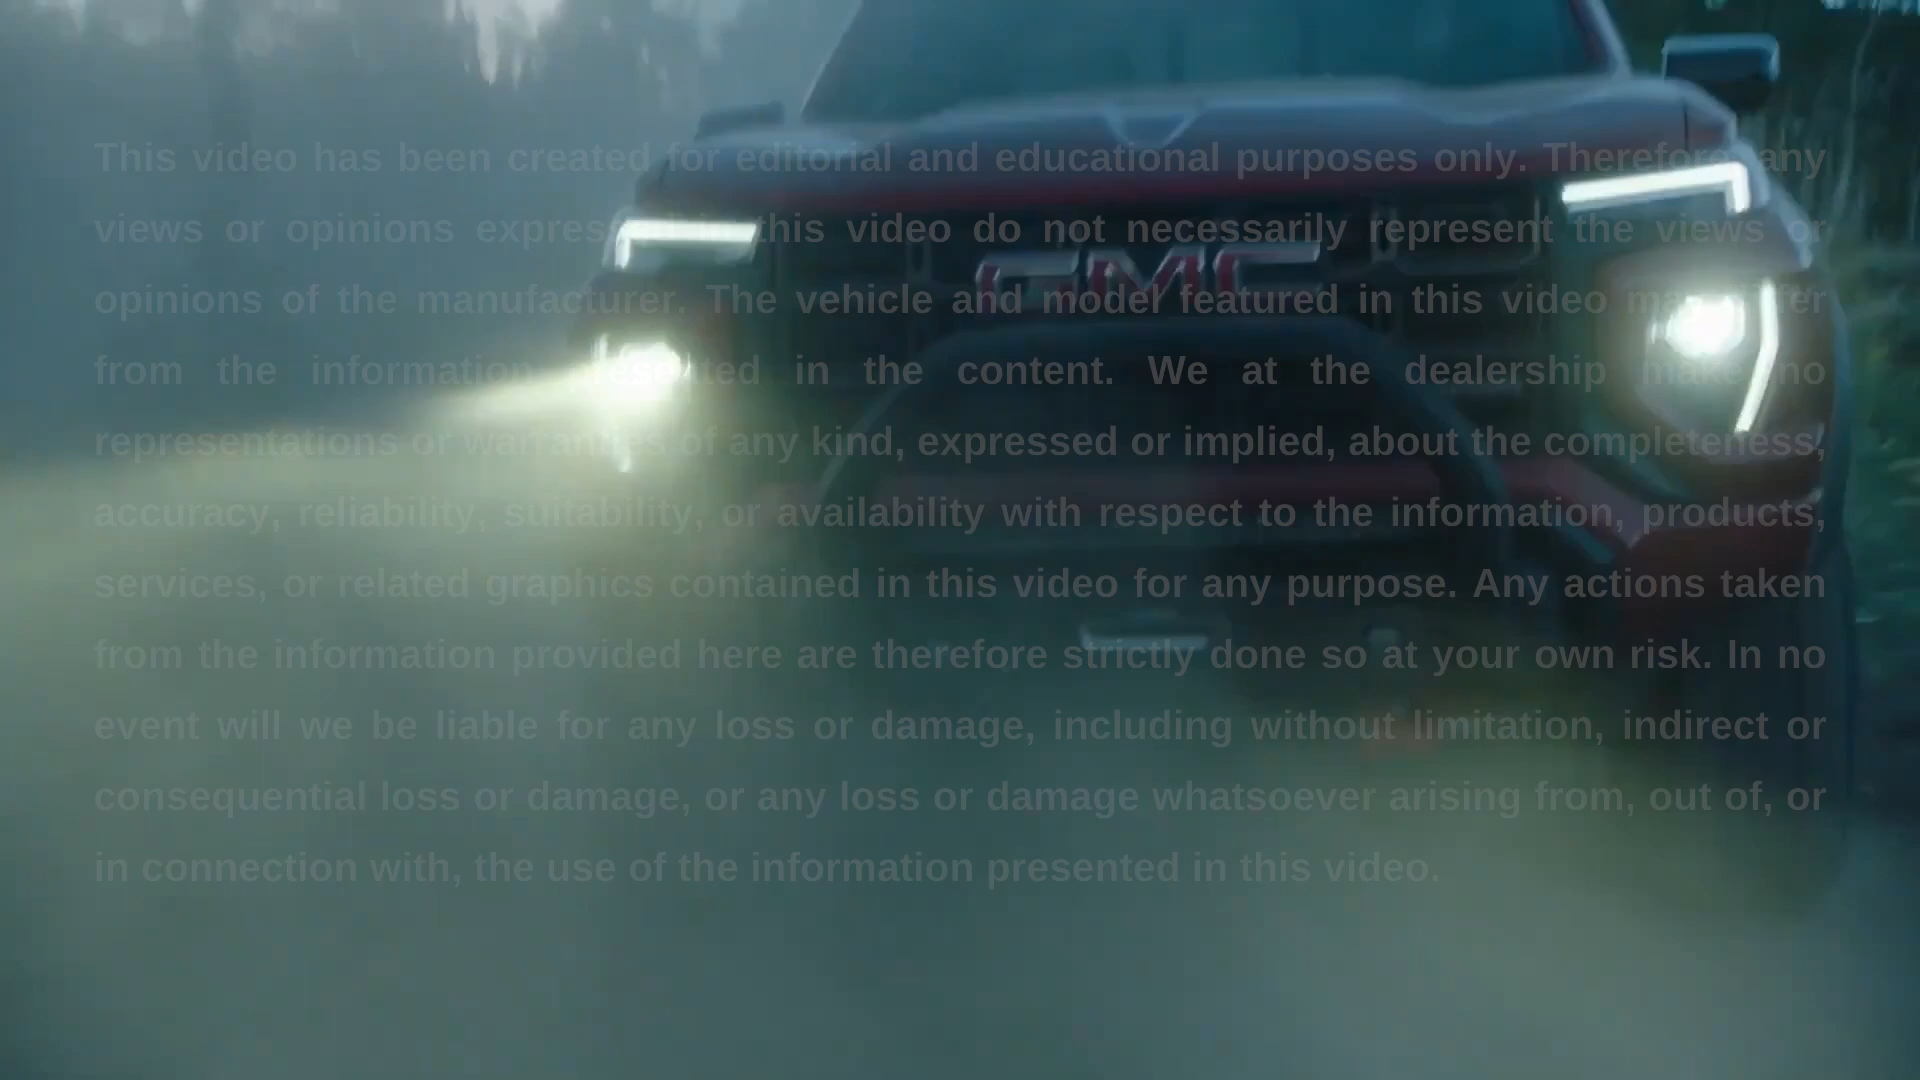 This video has been created for editorial and educational purposes only. Therefore any
views or opinions expressed this video do not necessarily represent the views or
GMC
opinions of the manufacturer. The vehicle and model featured in this video may differ
from the information presented in the content. We at the dealership make no
representations or warranties of any kind, expressed or implied, about the completeness,
accuracy, reliability, suitability, or availability with respect to the information, products,
services, or related graphics contained in this video for any purpose. Any actions taken
from the information provided here are therefore strictly done so at your own risk. In no
event will we be liable for any loss or damage, including without limitation, indirect or
consequential loss or damage, or any loss or damage whatsoever arising from, out of, or
in connection with, the use of the information presented in this video.